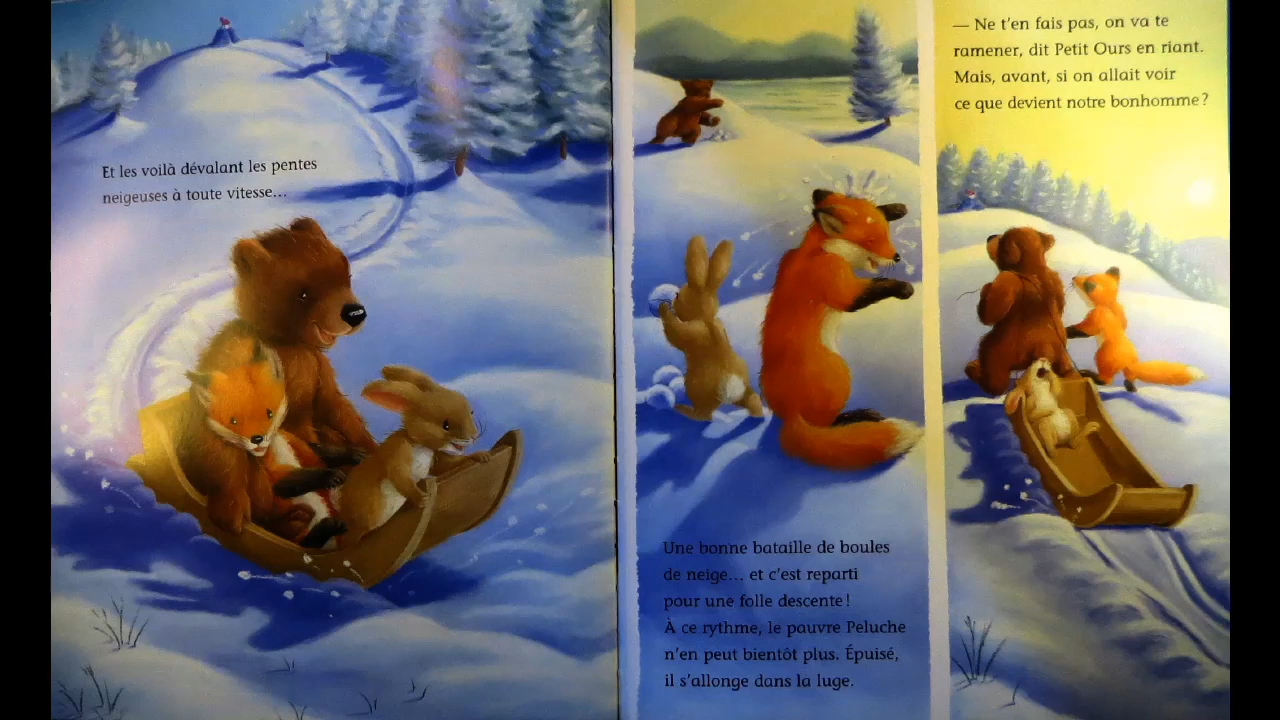 Et les voilà dévalant les pentes
neigeuses à toute vitesse...
Une bonne bataille de boules
de neige... et c'est reparti
pour une folle descente !
À ce rythme, le pauvre Peluche
n'en peut bientôt plus. Épuisé,
il s'allonge dans la luge.
— Ne t'en fais pas, on va te
ramener, dit Petit Ours en riant.
Mais, avant, si on allait voir
ce que devient notre bonhomme ?